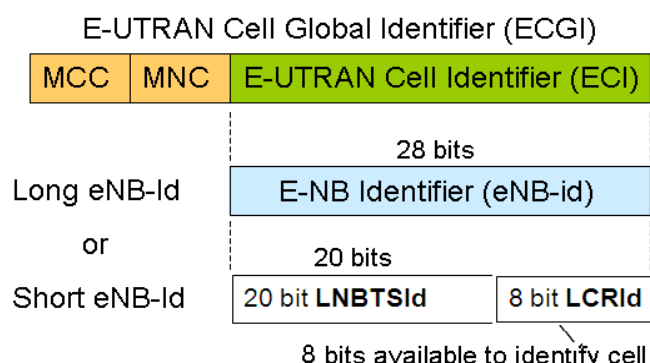 E-UTRAN Cell Global Identifier (ECGI)
MCC MNC E-UTRAN Cell Identifier (ECI)
28 bits
Long eNB-Id E-NB Identifier (eNB-id)
or
20 bits
Short eNB-Id 20 bit LNBTSId 8 bit LCRId
8 bits available to identify cell